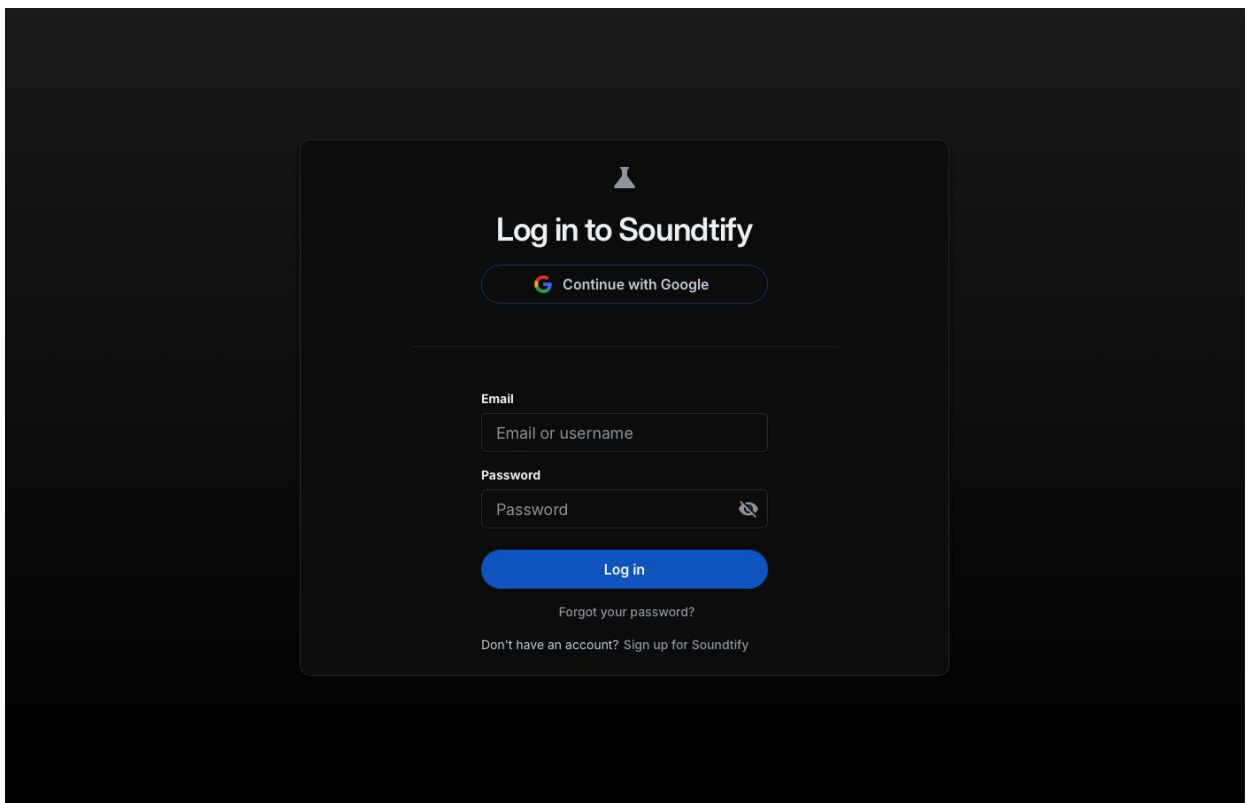 Log in to Soundtify
Continue with Google
Email
Email or username
Password
Password
Log in
Forgot your password?
Don't have an account? Sign up for Soundtify